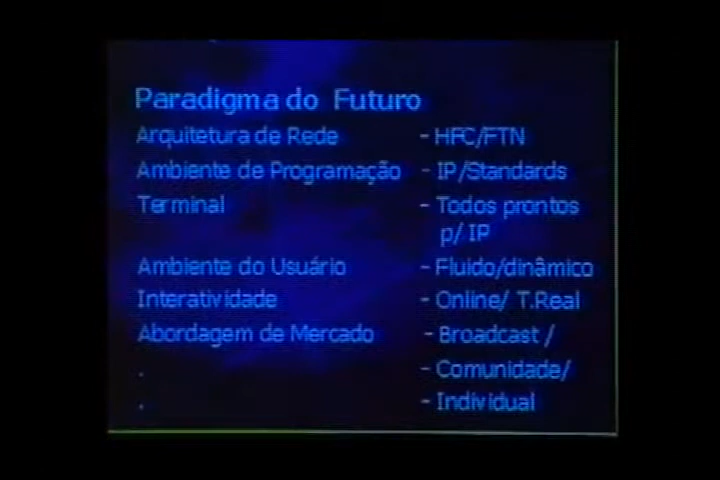 Paradigma do Futuro
Arquitetura de Rede - HFC/FTN
Ambiente de Programação - IP/Standards
Terminal - Todos prontos
p/ IP
Ambiente do Usuário - Fluido/dinâmico
Interatividade - Online/ T.Real
Abordagem de Mercado - Broadcast /
. - Comunidade/
. - Individual